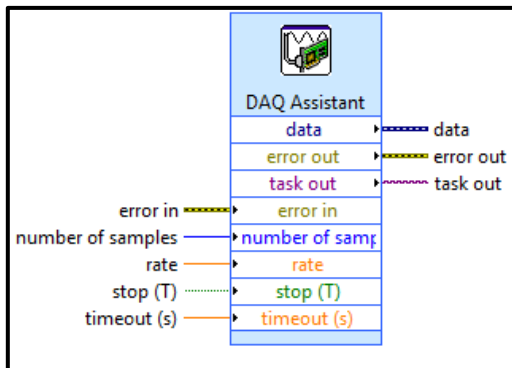 DAQ Assistant
data data
error out error out
task out task out
error in error in
number of samples number of samp
rate rate
stop (T) stop (T)
timeout (s) timeout (s)